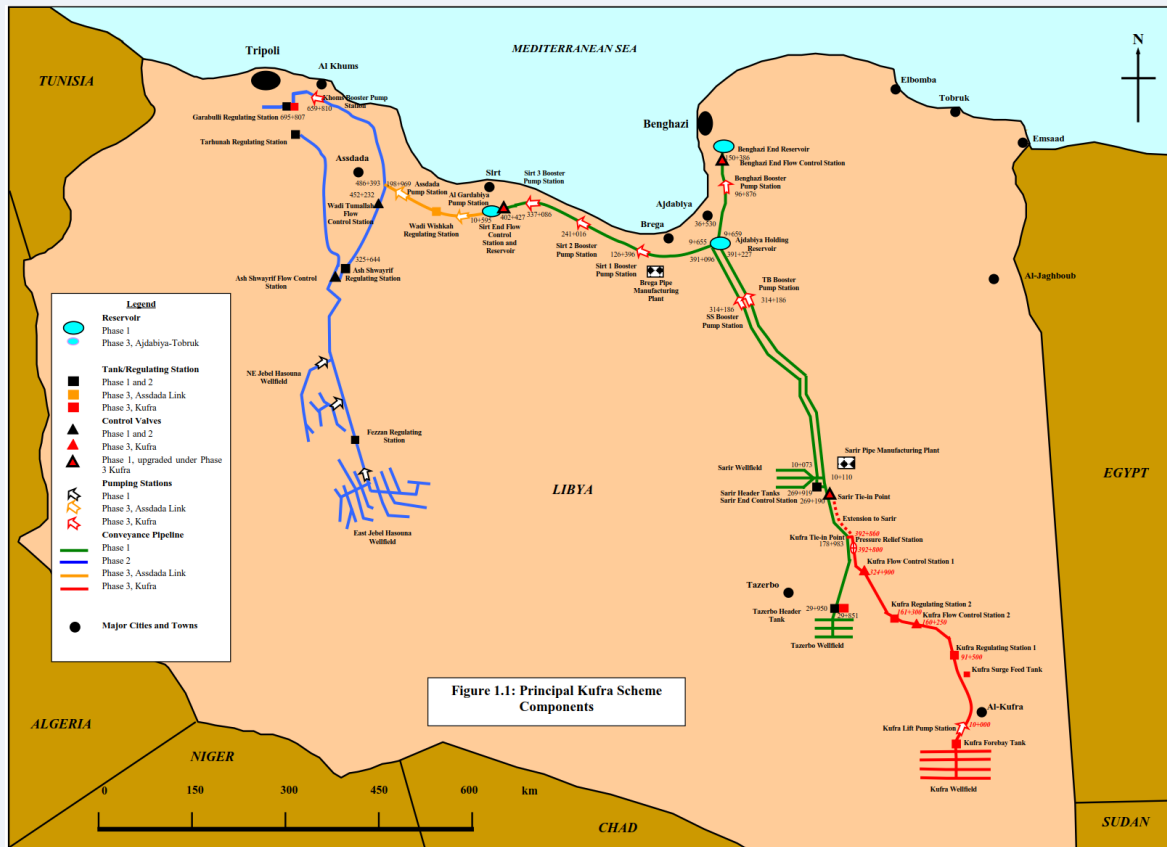 MEDITERRANEAN SEA
N
Tripoli
Al Khums
TUNISIA
Khoms Booster Pump
Station
659+810
Garabulli Regulating Station
695+807
Tarhunah Regulating Station
Elbomba
Tobruk
Emsaad
Benghazi
Benghazi End Reservoir
150+386
Benghazi End Flow Control Station
Benghazi Booster
Pump Station
96+876
Assdada
486+393
198+969
Assdada
Pump Station
452+232
Wadi Tumallah
Flow
Control Station
Sirt
Al Gardabiya
Pump Station
Sirt 3 Booster
Pump Station
337+086
402+427
10+595
Sirt End Flow
Control
Station and
Reservoir
Wadi Wishkah
Regulating Station
241+016
Sirt 2 Booster
Pump Station
126+396
Sirt 1 Booster
Pump Station
Brega
Ajdabiya
36+530
9+659
9+655
Ajdabiya Holding
Reservoir
391+096
391+227
Brega Pipe
Manufacturing
Plant
TB Booster
Pump Station
314+186
314+186
SS Booster
Pump Station
Al-Jaghboub
325+644
Ash Shwayrif
Regulating Station
Ash Shwayrif Flow Control
Station
Legend
Reservoir
Phase 1
Phase 3, Ajdabiya-Tobruk
Tank/Regulating Station
Phase 1 and 2
Phase 3, Assdada Link
Phase 3, Kufra
Control Valves
Phase 1 and 2
Phase 3, Kufra
Phase 1, upgraded under Phase
3 Kufra
Pumping Stations
Phase 1
Phase 3, Assdada Link
Phase 3, Kufra
Conveyance Pipeline
Phase 1
Phase 2
Phase 3, Assdada Link
Phase 3, Kufra
Major Cities and Towns
NE Jebel Hasouna
Wellfield
Fezzan Regulating
Station
East Jebel Hasouna
Wellfield
LIBYA
EGYPT
Sarir Pipe Manufacturing Plant
Sarir Wellfield
10+073
10+110
Sarir Header Tanks
269+919
Sarir End Control Station
269+190
Sarir Tie-in Point
Extension to Sarir
Kufra Tie-in Point
392+860
178+983
Pressure Relief Station
392+800
Kufra Flow Control Station 1
324+900
Tazerbo
29+950
29+851
Tazerbo Header
Tank
Tazerbo Wellfield
Kufra Regulating Station 2
161+300
Kufra Flow Control Station 2
160+250
Kufra Regulating Station 1
91+500
Kufra Surge Feed Tank
Al-Kufra
10+000
Kufra Lift Pump Station
Kufra Forebay Tank
Kufra Wellfield
Figure 1.1: Principal Kufra Scheme
Components
ALGERIA
NIGER
CHAD
SUDAN
0 150 300 450 600 km